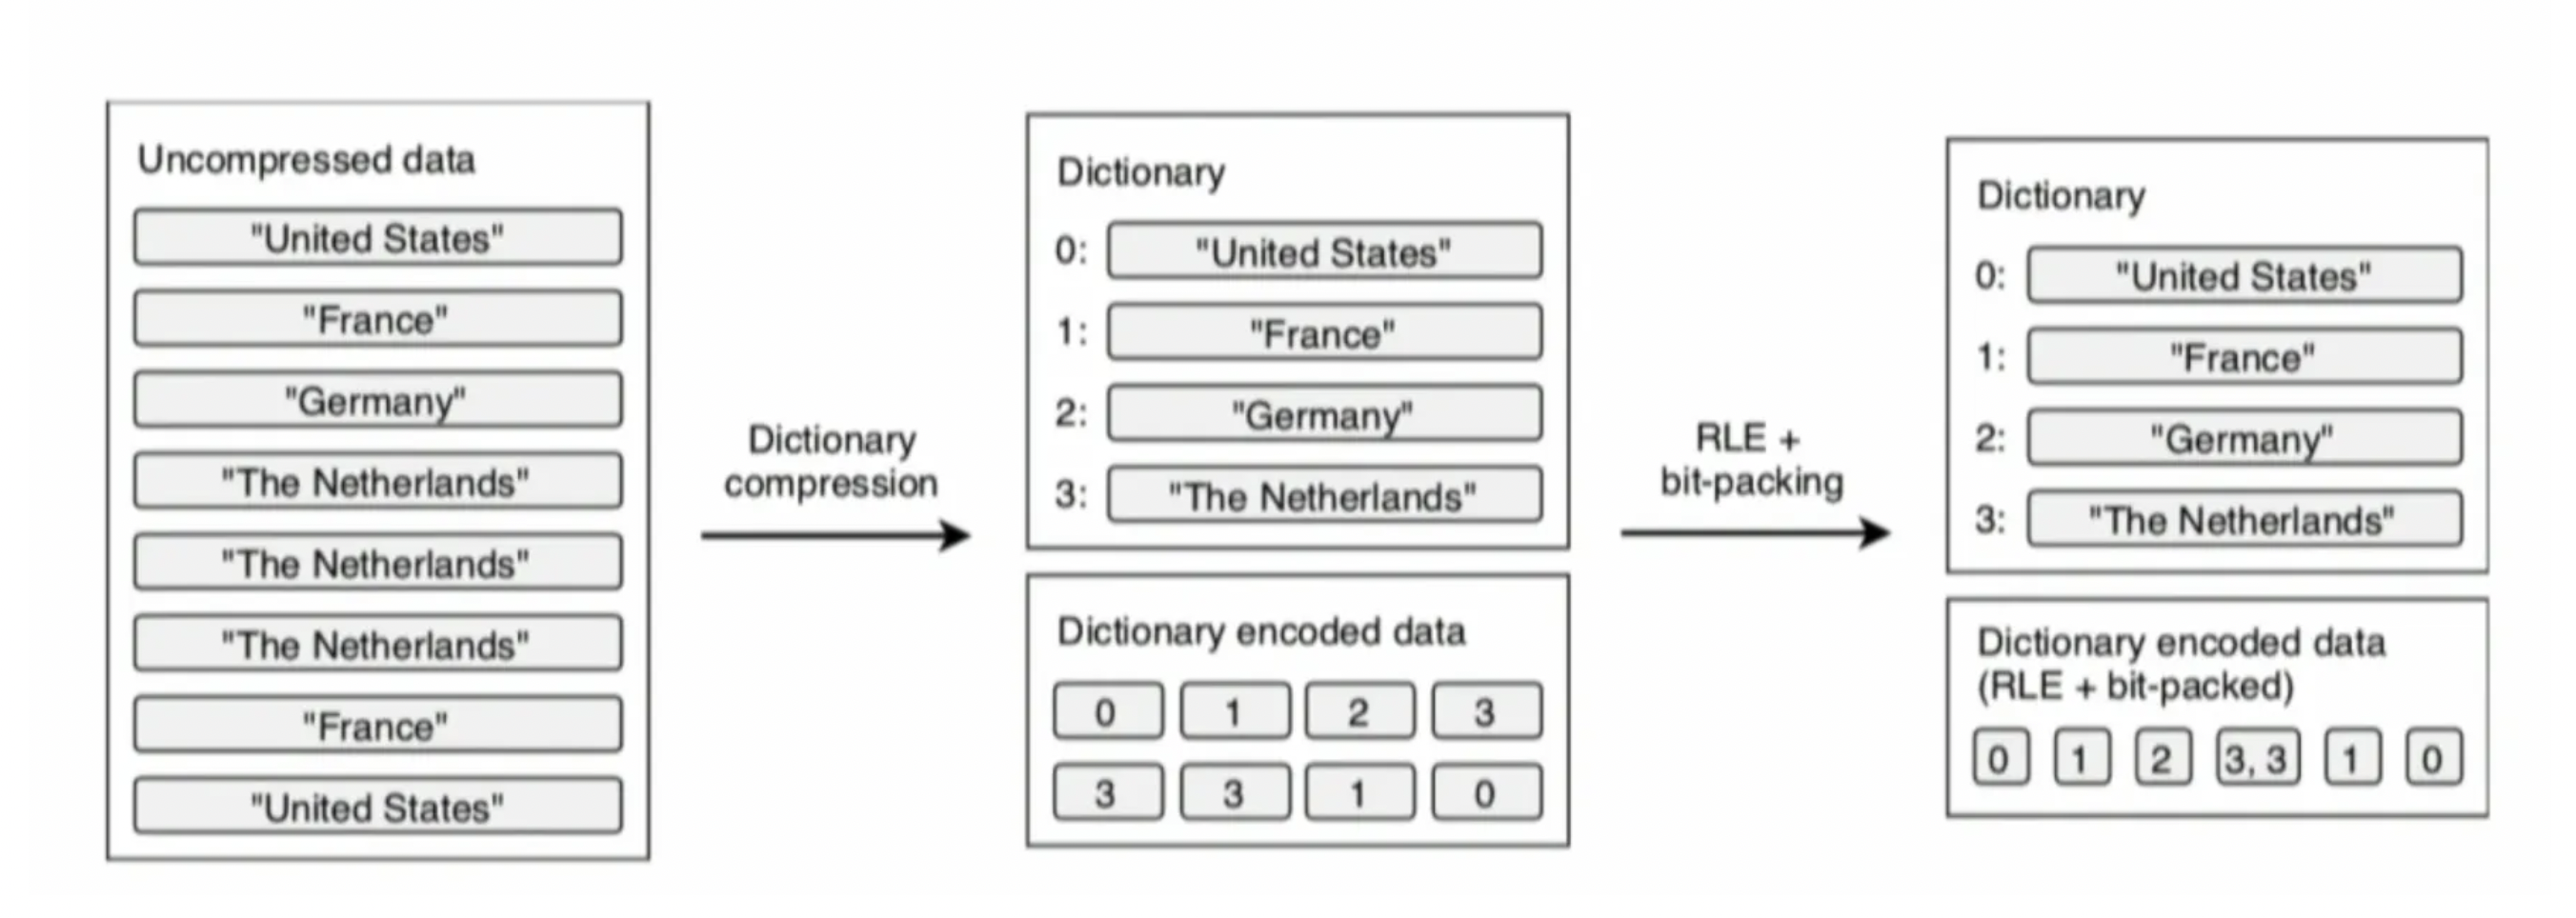 Uncompressed data
"United States"
"France"
"Germany"
"The Netherlands"
"The Netherlands"
"The Netherlands"
"France"
"United States"
Dictionary
compression
Dictionary
0: "United States"
1: "France"
2: "Germany"
3: "The Netherlands"
Dictionary encoded data
0 1 2 3
3 3 1 0
RLE +
bit-packing
Dictionary
0: "United States"
1: "France"
2: "Germany"
3: "The Netherlands"
Dictionary encoded data
(RLE + bit-packed)
0 1 2 3, 3 1 0